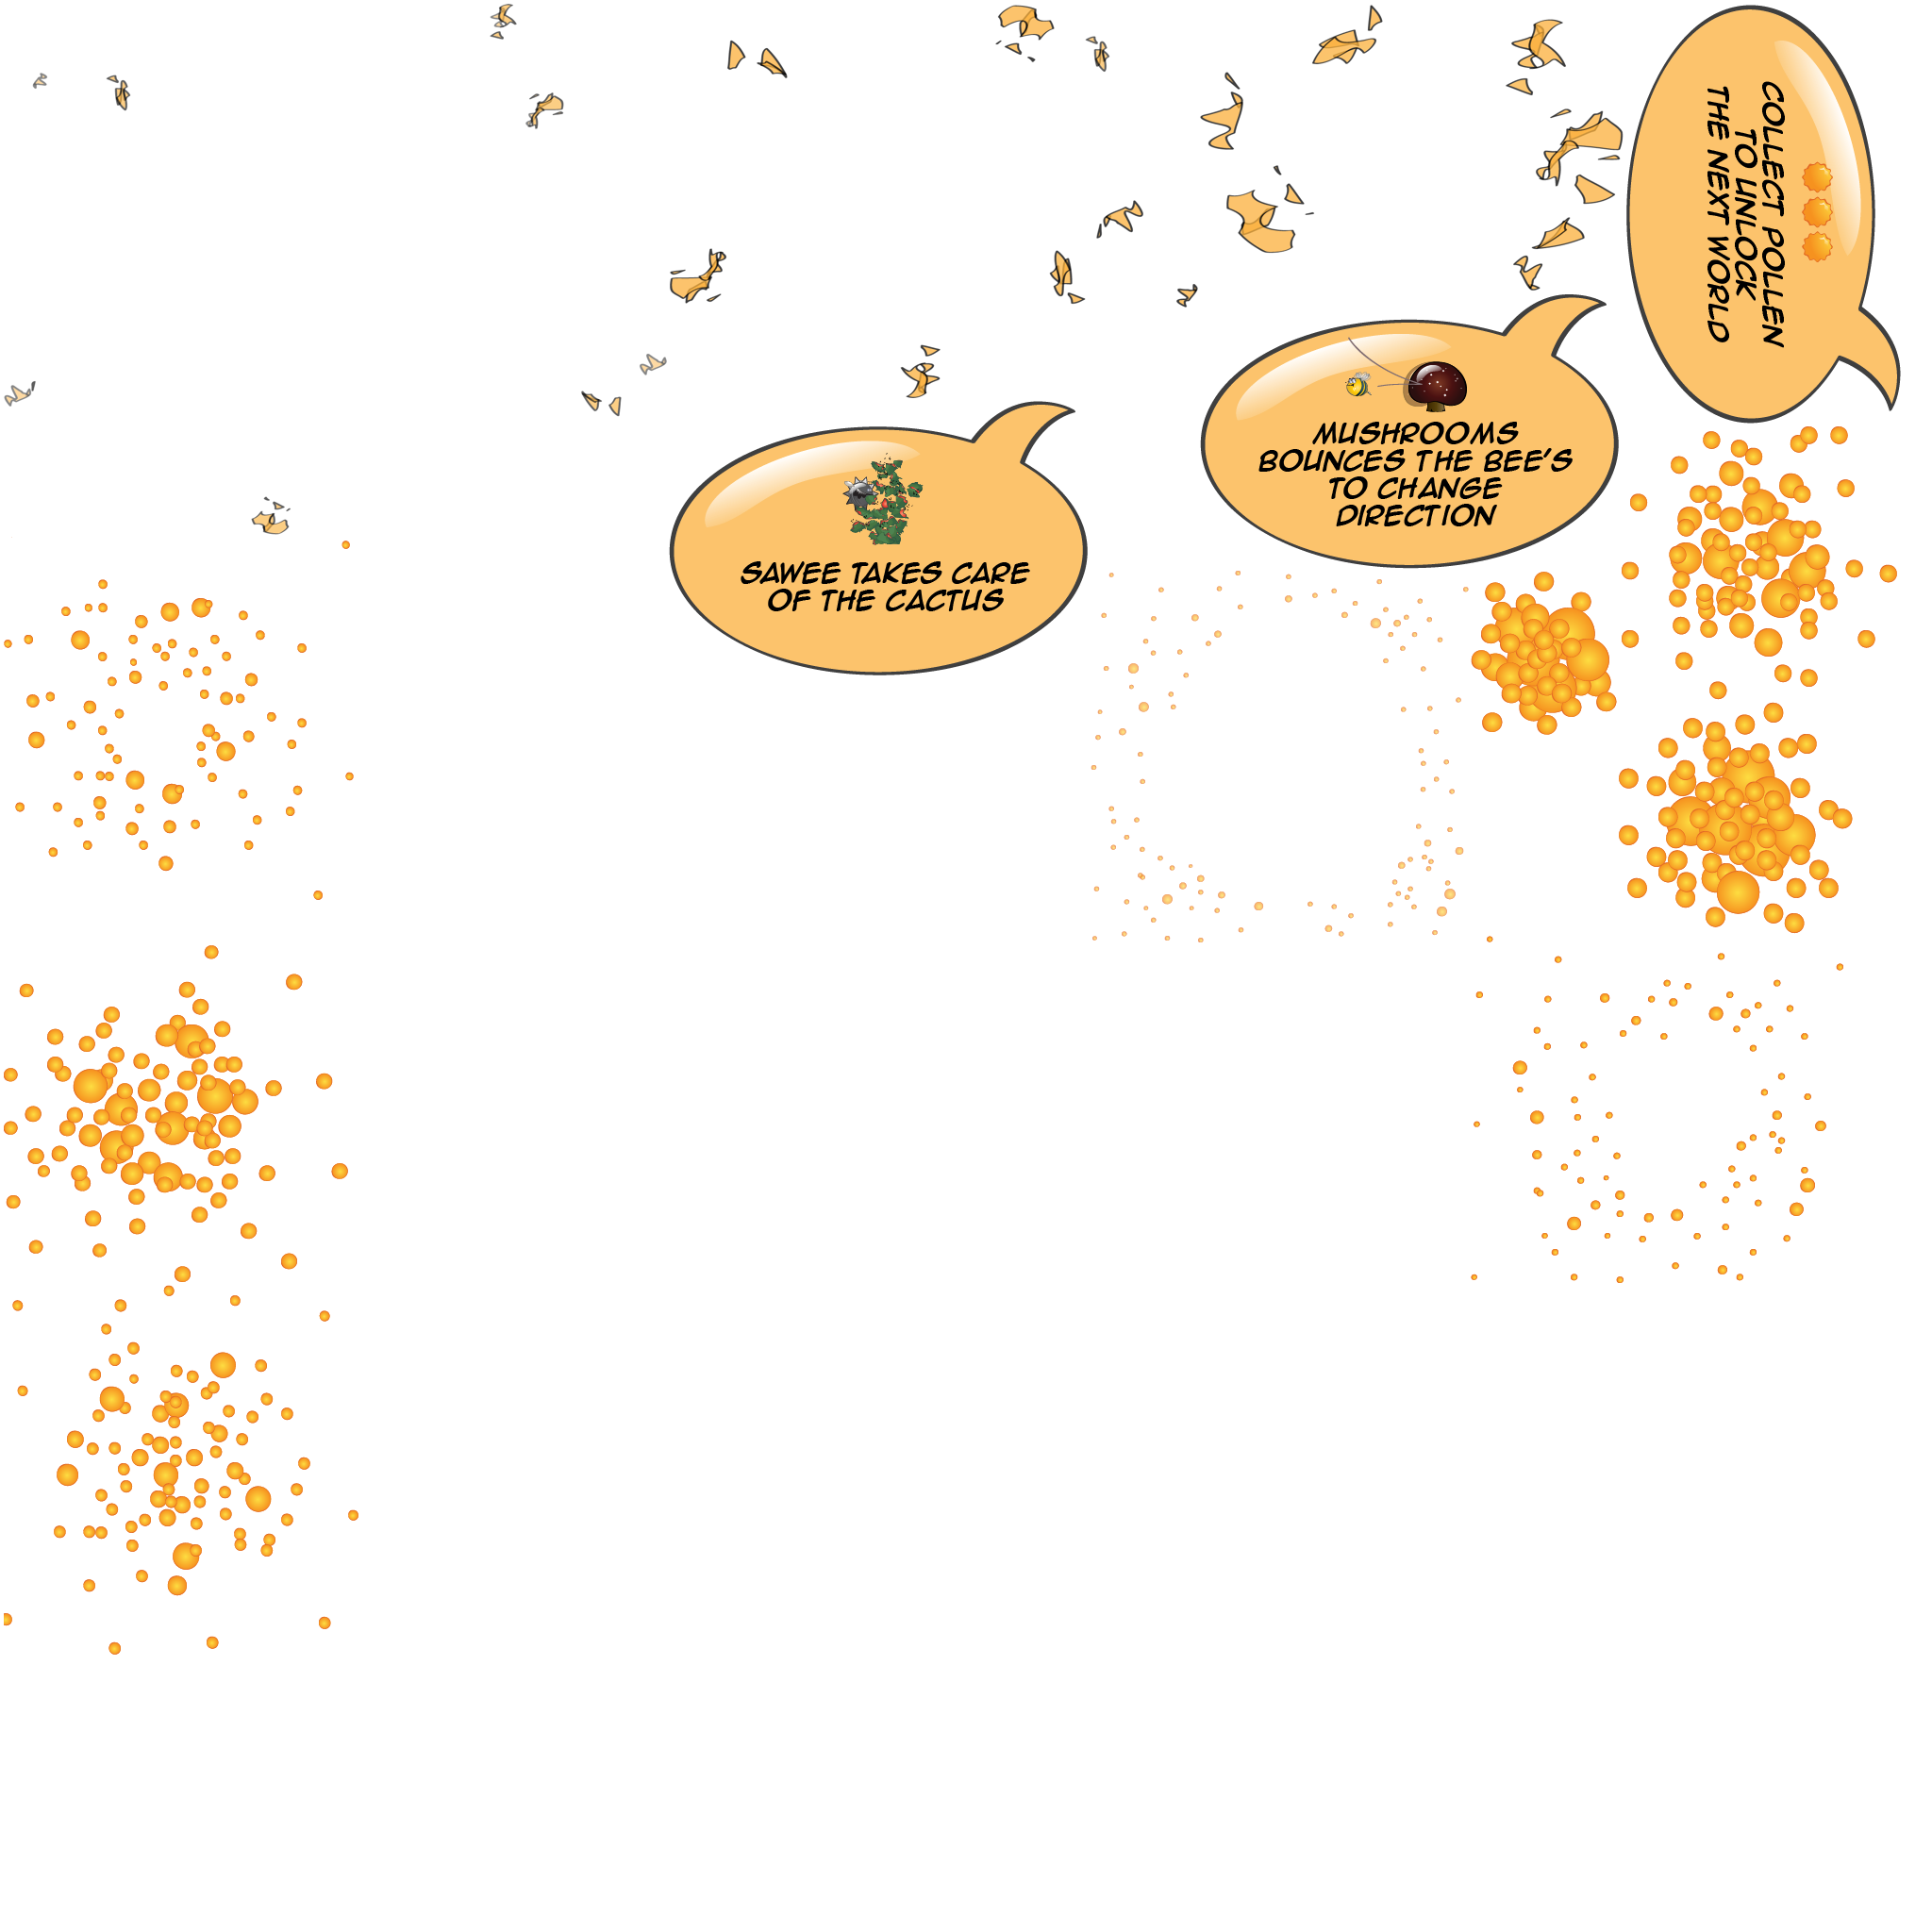 COLLECT POLLEN
TO UNLOCK
THE NEXT WORLD
MUSHROOMS
BOUNCES THE BEE'S
TO CHANGE
DIRECTION
SAWEE TAKES CARE
OF THE CACTUS